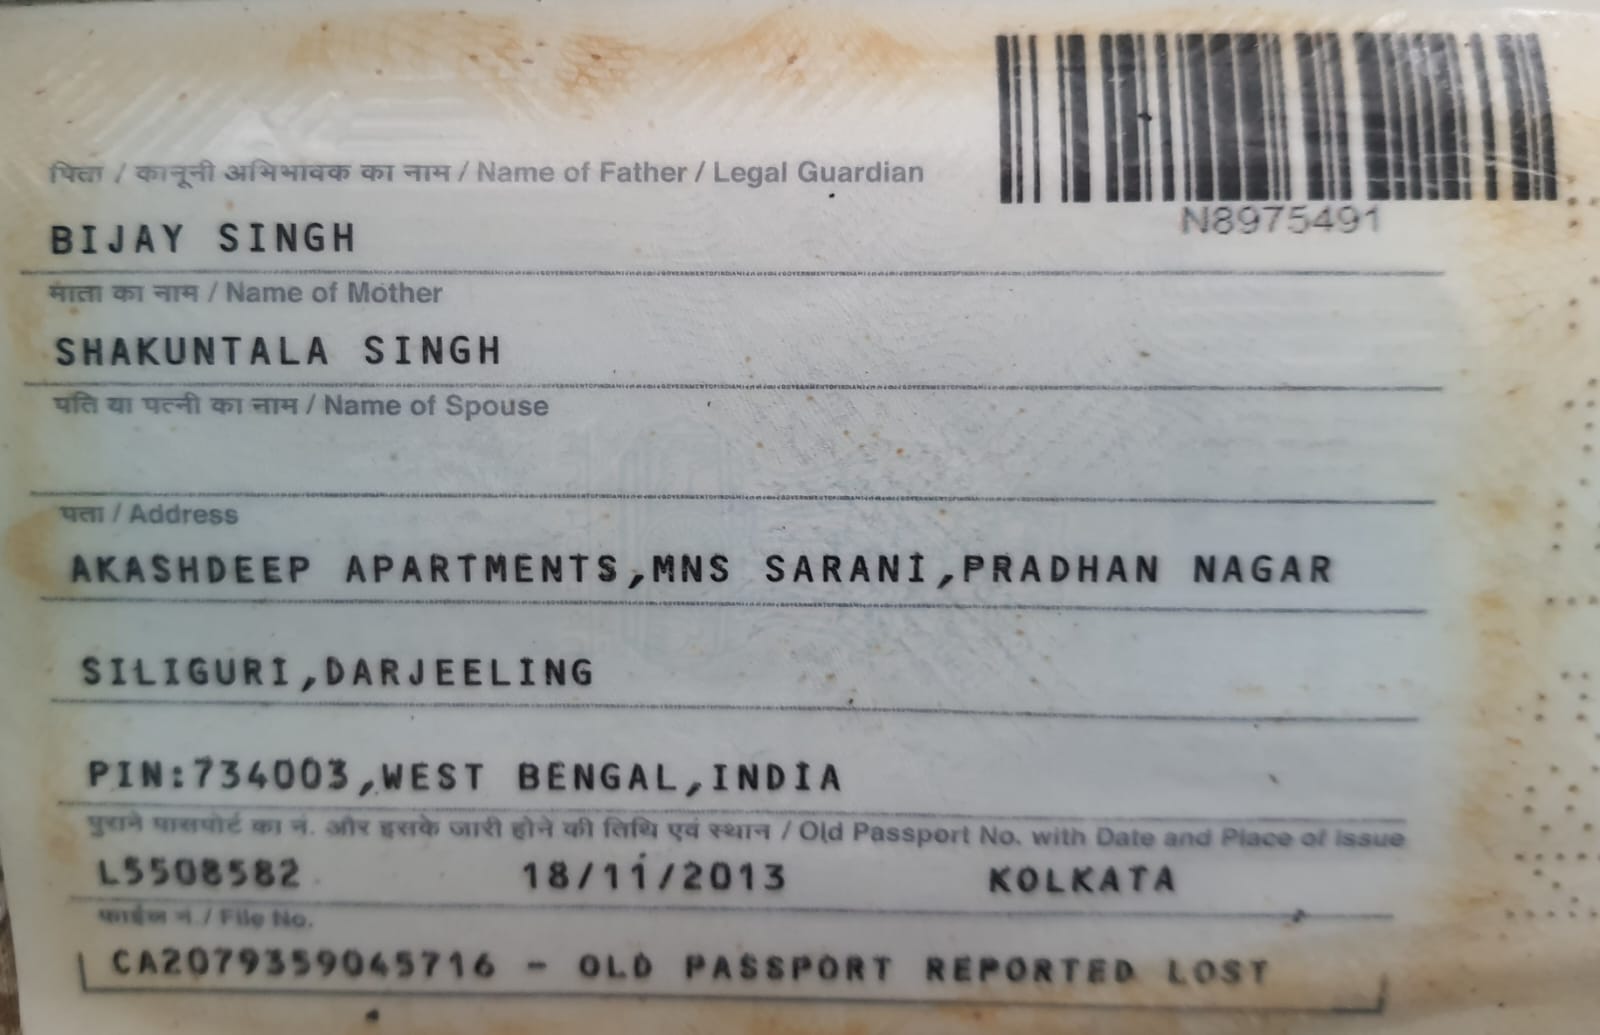 पिता / कानूनी अभिभावक का नाम / Name of Father / Legal Guardian
N8975491
BIJAY SINGH
माता का नाम / Name of Mother
SHAKUNTALA SINGH
पति या पत्नी का नाम / Name of Spouse
पता / Address
AKASHDEEP APARTMENTS,MNS SARANI,PRADHAN NAGAR
SILIGURI,DARJEELING
PIN:734003,WEST BENGAL,INDIA
पुराने पासपोर्ट का नं. और इसके जारी होने की तिथि एवं स्थान / Old Passport No. with Date and Place of Issue
L5508582 18/11/2013 KOLKATA
फाईल नं. / File No.
CA2079359045716 - OLD PASSPORT REPORTED LOST